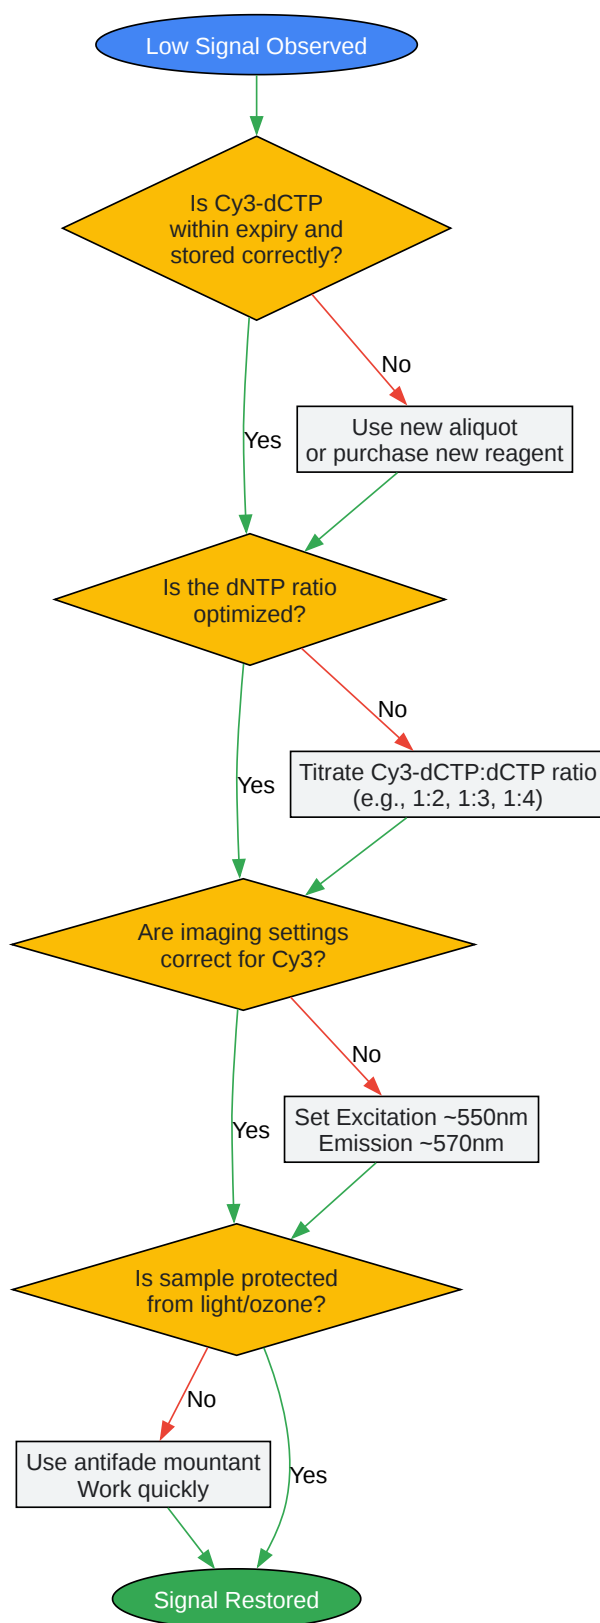 Low Signal Observed
Is Cy3-dCTP
within expiry and
stored correctly?
No
Yes
Use new aliquot
or purchase new reagent
Is the dNTP ratio
optimized?
No
Yes
Titrate Cy3-dCTP:dCTP ratio
(e.g., 1:2, 1:3, 1:4)
Are imaging settings
correct for Cy3?
No
Yes
Set Excitation ~550nm
Emission ~570nm
Is sample protected
from light/ozone?
No
Yes
Use antifade mountant
Work quickly
Signal Restored